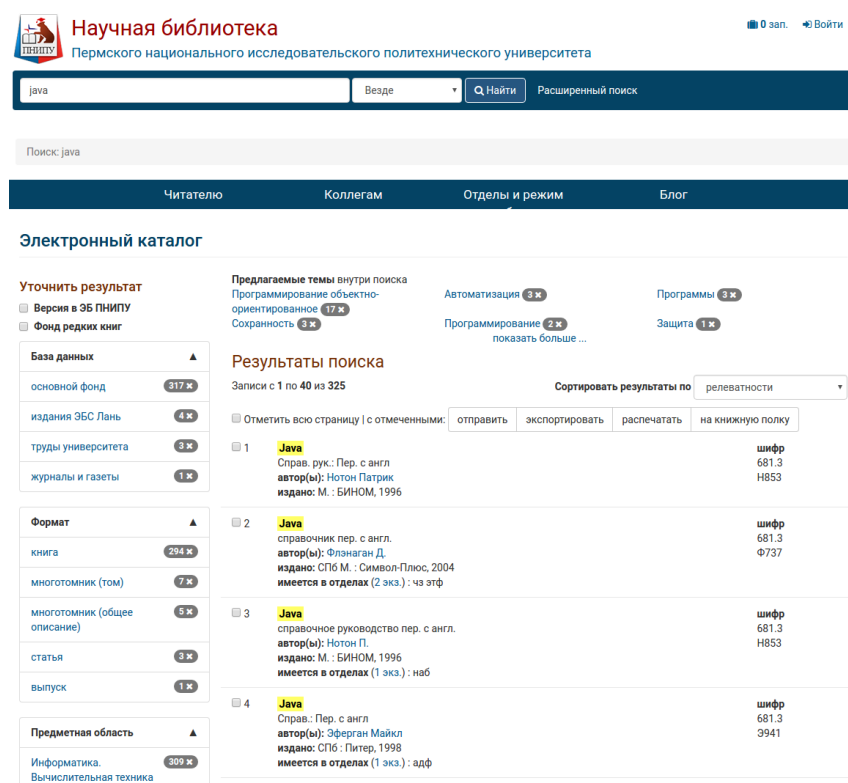 Научная библиотека
ПНИПУ
Пермского национального исследовательского политехнического университета
0 зап. Войти
java Везде Найти Расширенный поиск
Поиск: java
Читателю Коллегам Отделы и режим Блог
Электронный каталог
Уточнить результат
Версия в ЭБ ПНИПУ
Фонд редких книг
База данных ▲
основной фонд 317 ×
издания ЭБС Лань 4 ×
труды университета 3 ×
журналы и газеты 1 ×
Формат ▲
книга 294 ×
многотомник (том) 7 ×
многотомник (общее 5 ×
описание)
статья 3 ×
выпуск 1 ×
Предметная область ▲
Информатика. 309 ×
Вычислительная техника
Предлагаемые темы внутри поиска
Программирование объектно- Автоматизация 3 × Программы 3 ×
ориентированное 17 ×
Сохранность 3 × Программирование 2 × Защита 1 ×
показать больше ...
Результаты поиска
Записи с 1 по 40 из 325 Сортировать результаты по релеватности
Отметить всю страницу | с отмеченными: отправить экспортировать распечатать на книжную полку
1 Java шифр
Справ. рук.: Пер. с англ 681.3
автор(ы): Нотон Патрик Н853
издано: М. : БИНОМ, 1996
2 Java шифр
справочник пер. с англ. 681.3
автор(ы): Флэнаган Д. Ф737
издано: СПб М. : Символ-Плюс, 2004
имеется в отделах (2 экз.) : чз этф
3 Java шифр
справочное руководство пер. с англ. 681.3
автор(ы): Нотон П. Н853
издано: М. : БИНОМ, 1996
имеется в отделах (1 экз.) : наб
4 Java шифр
Справ.: Пер. с англ 681.3
автор(ы): Эферган Майкл Э941
издано: СПб : Питер, 1998
имеется в отделах (1 экз.) : адф